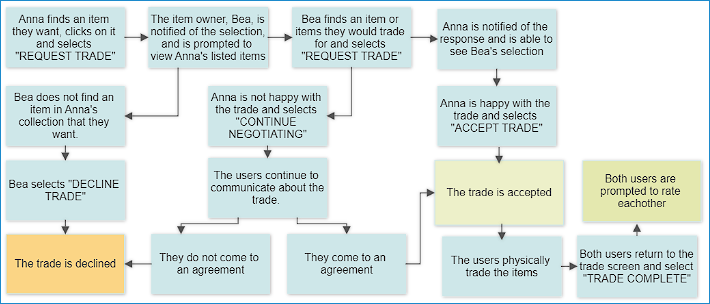 Anna finds an item
they want, clicks on it
and selects
"REQUEST TRADE"
The item owner, Bea, is
notified of the selection,
and is prompted to
view Anna's listed items
Bea finds an item or
items they would trade
for and selects
"REQUEST TRADE"
Anna is notified of the
response and is able to
see Bea's selection
Bea does not find an
item in Anna's
collection that they
want.
Anna is not happy with
the trade and selects
"CONTINUE
NEGOTIATING"
Anna is happy with
the trade and selects
"ACCEPT TRADE"
Bea selects "DECLINE
TRADE"
The users continue to
communicate about the
trade.
The trade is accepted
Both users are
prompted to rate
eachother
The trade is declined
They do not come to
an agreement
They come to an
agreement
The users physically
trade the items
Both users return to the
trade screen and select
"TRADE COMPLETE"